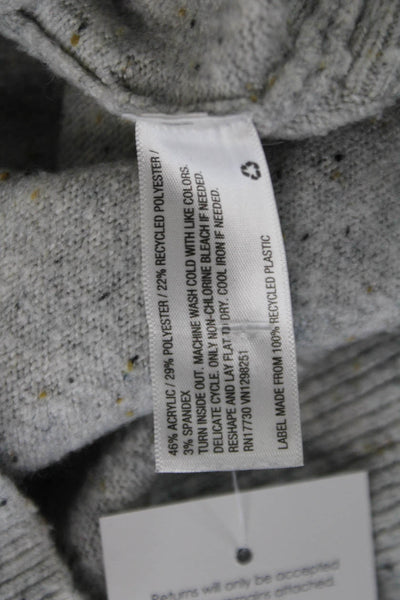 46% ACRYLIC / 29% POLYESTER / 22% RECYCLED POLYESTER /
3% SPANDEX
TURN INSIDE OUT. MACHINE WASH COLD WITH LIKE COLORS.
DELICATE CYCLE. ONLY NON-CHLORINE BLEACH IF NEEDED.
RESHAPE AND LAY FLAT TO DRY. COOL IRON IF NEEDED.
RN17730 VN1298251
LABEL MADE FROM 100% RECYCLED PLASTIC
Returns will only be accepted
remains attached.